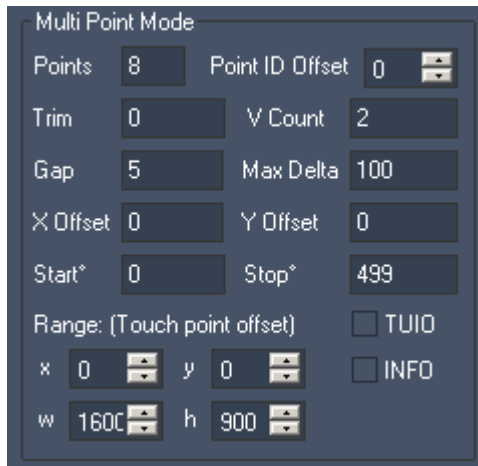 Multi Point Mode
Points 8 Point ID Offset 0
Trim 0 V Count 2
Gap 5 Max Delta 100
X Offset 0 Y Offset 0
Start° 0 Stop° 499
Range: (Touch point offset) TUIO
x 0 y 0 INFO
w 1600 h 900